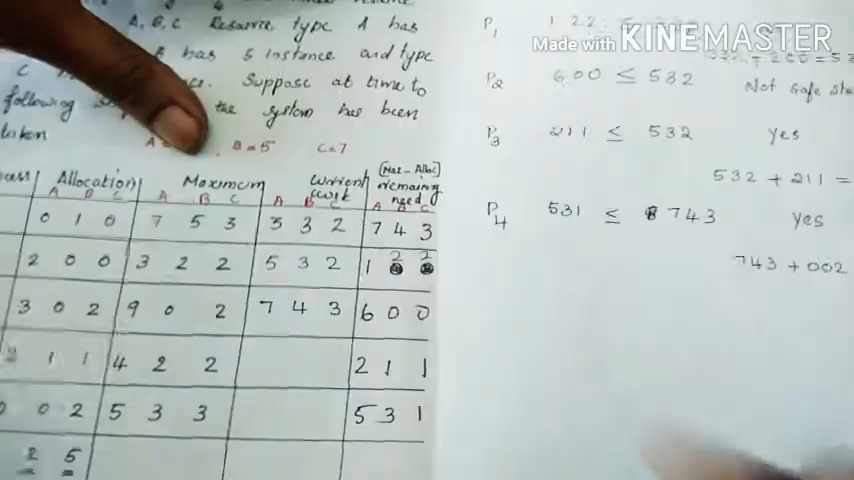 A, B, C Resource type A has
B has 5 instance and type
C
Suppose at time to
following the system has been
taken
B = 5 C = 7
Allocation Maximum Current work [Max - Alloc] remaining need
A B C A B C A B C A B C
0 1 0 7 5 3 3 3 2 7 4 3
2 0 0 3 2 2 5 3 2 1 2 2
3 0 2 9 0 2 7 4 3 6 0 0
2 1 1 4 2 2 2 1 1
0 0 2 5 3 3 5 3 1
2 5
P1 1 2 2
Made with KINEMASTER
P2 600 ≤ 532 Not safe
P3 211 ≤ 532 Yes
532 + 211 =
P4 531 ≤ 743 Yes
743 + 002